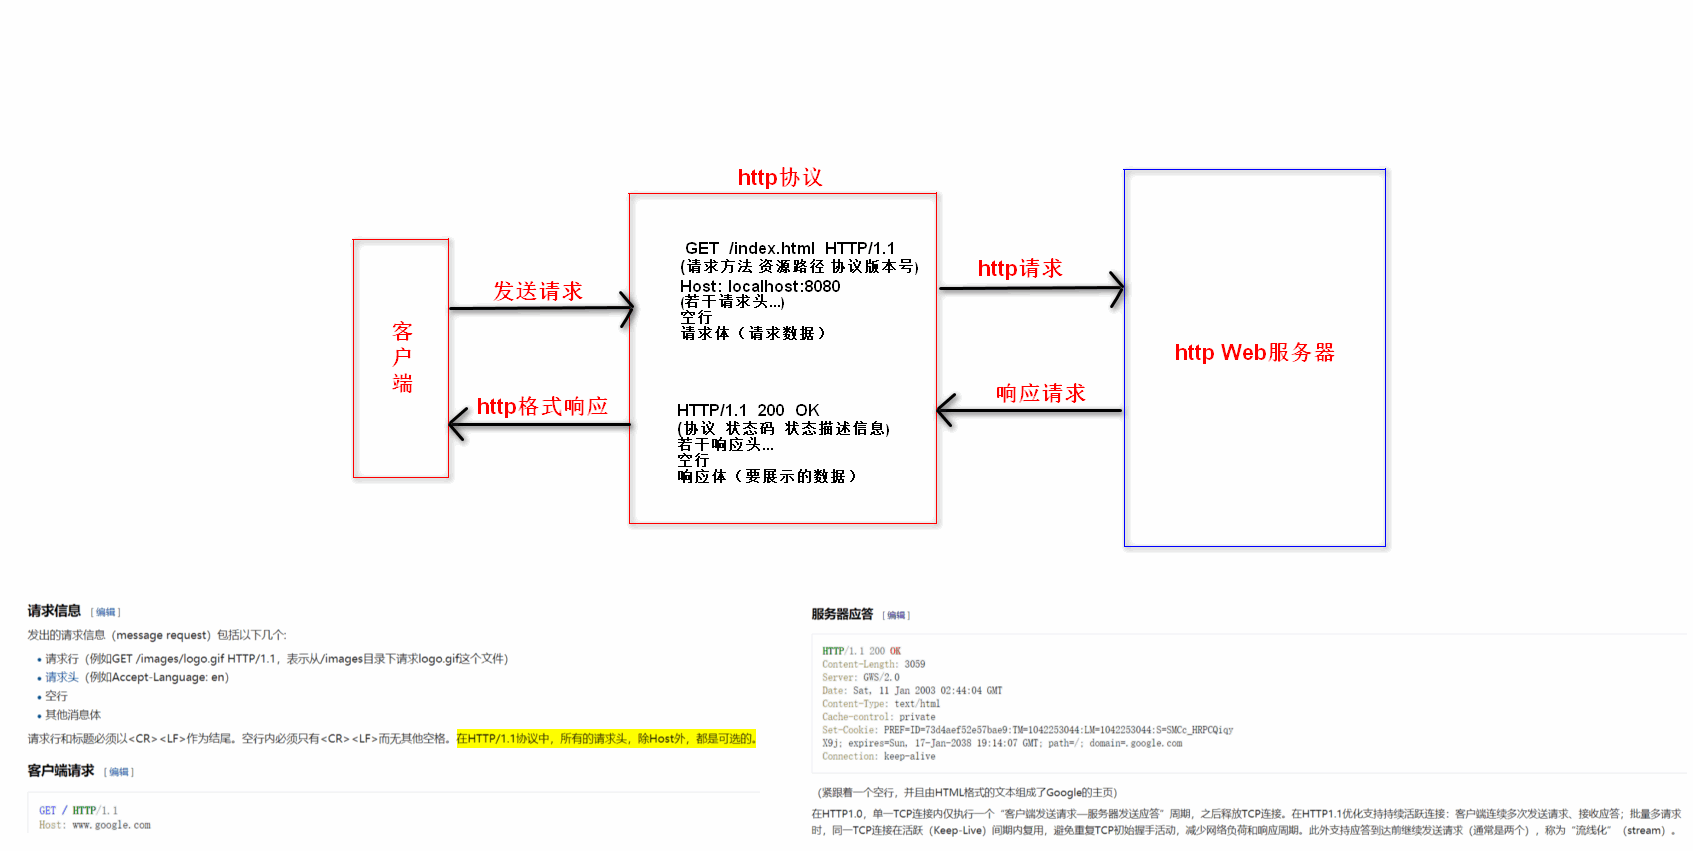 http协议
GET /index.html HTTP/1.1
(请求方法 资源路径 协议版本号)
Host: localhost:8080
(若干请求头...)
空行
请求体（请求数据）
发送请求
http请求
客户端
http Web服务器
http格式响应
响应请求
HTTP/1.1 200 OK
(协议 状态码 状态描述信息)
若干响应头...
空行
响应体（要展示的数据）
请求信息 [编辑]
发出的请求信息（message request）包括以下几个:
• 请求行（例如GET /images/logo.gif HTTP/1.1，表示从/images目录下请求logo.gif这个文件）
• 请求头（例如Accept-Language: en）
• 空行
• 其他消息体
请求行和标题必须以<CR><LF>作为结尾。空行内必须只有<CR><LF>而无其他空格。在HTTP/1.1协议中，所有的请求头，除Host外，都是可选的。
客户端请求 [编辑]
GET / HTTP/1.1
Host: www.google.com
服务器应答 [编辑]
HTTP/1.1 200 OK
Content-Length: 3059
Server: GWS/2.0
Date: Sat, 11 Jan 2003 02:44:04 GMT
Content-Type: text/html
Cache-control: private
Set-Cookie: PREF=ID=73d4aef52e57bae9:TM=1042253044:LM=1042253044:S=SMCc_HRPCQiqy
X9j; expires=Sun, 17-Jan-2038 19:14:07 GMT; path=/; domain=.google.com
Connection: keep-alive
（紧跟着一个空行，并且由HTML格式的文本组成了Google的主页）
在HTTP1.0，单一TCP连接内仅执行一个“客户端发送请求—服务器发送应答”周期，之后释放TCP连接。在HTTP1.1优化支持持续活跃连接：客户端连续多次发送请求、接收应答；批量多请求
时，同一TCP连接在活跃（Keep-Live）间期内复用，避免重复TCP初始握手活动，减少网络负荷和响应周期。此外支持应答到达前继续发送请求（通常是两个），称为“流线化”（stream）。